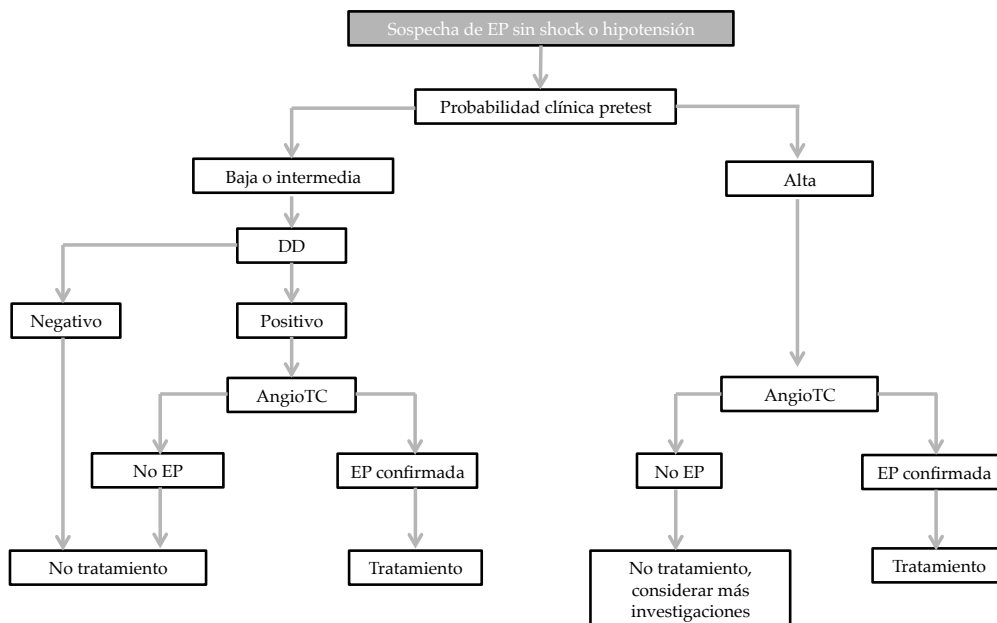 Sospecha de EP sin shock o hipotensión
Probabilidad clínica pretest
Baja o intermedia
Alta
DD
Negativo
Positivo
AngioTC
AngioTC
No EP
EP confirmada
No EP
EP confirmada
No tratamiento
Tratamiento
No tratamiento,
considerar más
investigaciones
Tratamiento